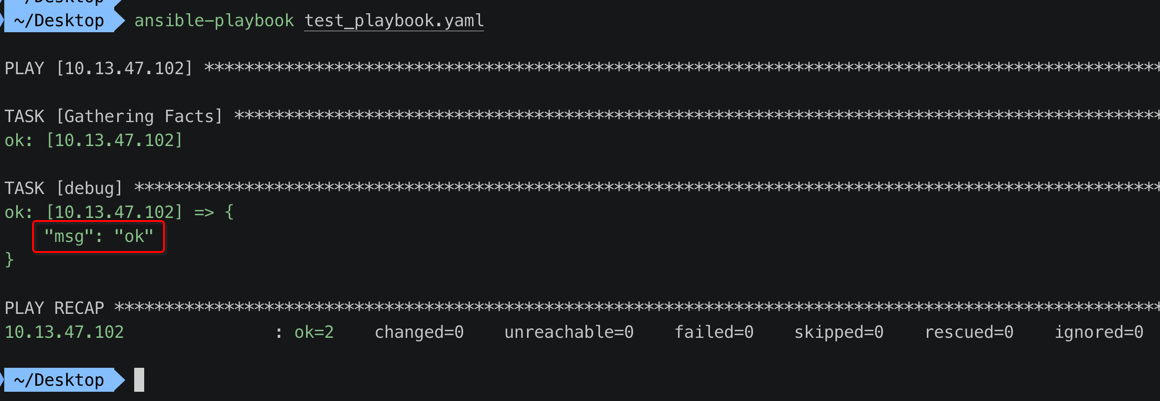 ~/Desktop ansible-playbook test_playbook.yaml
PLAY [10.13.47.102] ************************************************************************************************
TASK [Gathering Facts] *********************************************************************************************
ok: [10.13.47.102]
TASK [debug] *******************************************************************************************************
ok: [10.13.47.102] => {
"msg": "ok"
}
PLAY RECAP *********************************************************************************************************
10.13.47.102 : ok=2 changed=0 unreachable=0 failed=0 skipped=0 rescued=0 ignored=0
~/Desktop